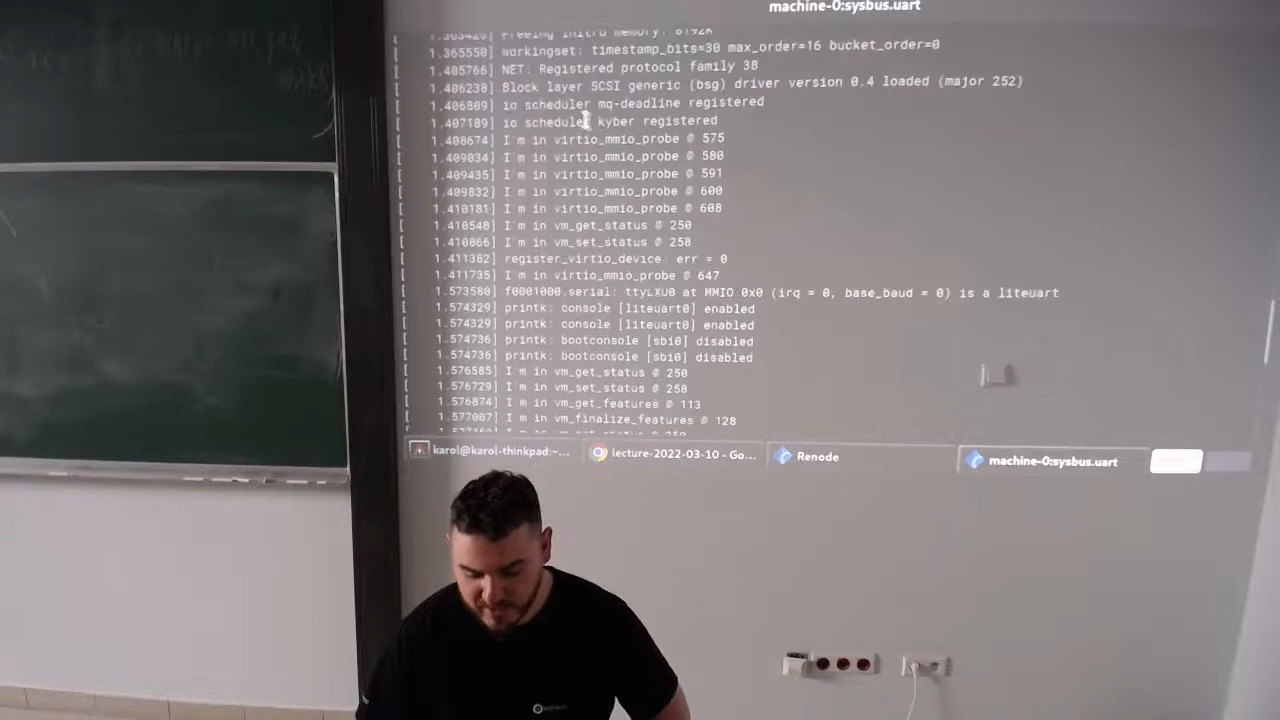 machine-0:sysbus.uart
1.365550] workingset: timestamp_bits=30 max_order=16 bucket_order=0
[ 1.405766] NET: Registered protocol family 38
[ 1.406238] Block layer SCSI generic (bsg) driver version 0.4 loaded (major 252)
[ 1.406809] io scheduler mq-deadline registered
[ 1.407189] io scheduler kyber registered
[ 1.408674] I'm in virtio_mmio_probe @ 575
[ 1.409034] I'm in virtio_mmio_probe @ 580
[ 1.409435] I'm in virtio_mmio_probe @ 591
[ 1.409832] I'm in virtio_mmio_probe @ 600
[ 1.410181] I'm in virtio_mmio_probe @ 608
[ 1.410540] I'm in vm_get_status @ 250
[ 1.410866] I'm in vm_set_status @ 258
[ 1.411382] register_virtio_device: err = 0
[ 1.411735] I'm in virtio_mmio_probe @ 647
[ 1.573580] f0001000.serial: ttyLXU0 at MMIO 0x0 (irq = 0, base_baud = 0) is a liteuart
[ 1.574329] printk: console [liteuart0] enabled
[ 1.574329] printk: console [liteuart0] enabled
[ 1.574736] printk: bootconsole [sbi0] disabled
[ 1.574736] printk: bootconsole [sbi0] disabled
[ 1.576585] I'm in vm_get_status @ 250
[ 1.576729] I'm in vm_set_status @ 258
[ 1.576874] I'm in vm_get_features @ 113
[ 1.577007] I'm in vm_finalize_features @ 128
karol@karol-thinkpad:~... lecture-2022-03-10 - Go... Renode machine-0:sysbus.uart